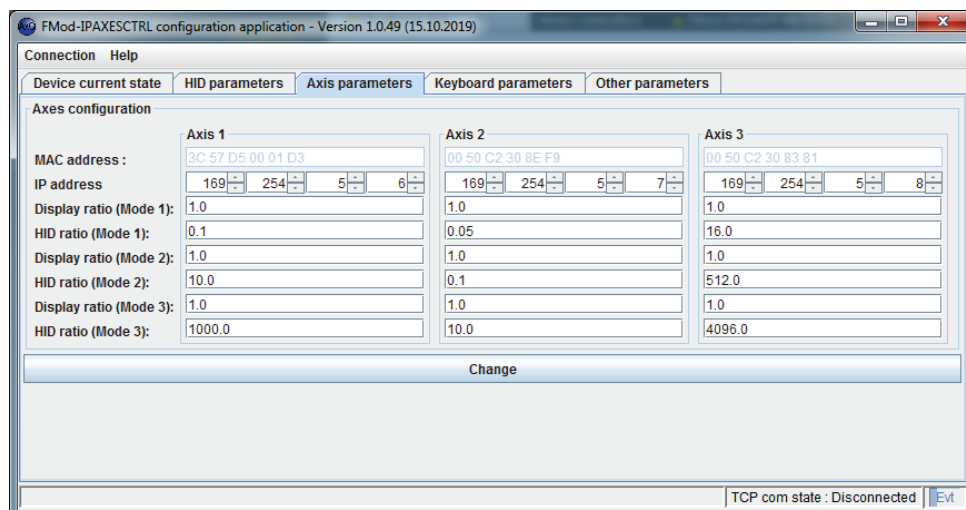 FMod-IPAXESCTRL configuration application - Version 1.0.49 (15.10.2019)
Connection Help
Device current state HID parameters Axis parameters Keyboard parameters Other parameters
Axes configuration
Axis 1 Axis 2 Axis 3
MAC address : 3C 57 D5 00 01 D3 00 50 C2 30 8E F9 00 50 C2 30 83 81
IP address 169 254 5 6 169 254 5 7 169 254 5 8
Display ratio (Mode 1): 1.0 1.0 1.0
HID ratio (Mode 1): 0.1 0.05 16.0
Display ratio (Mode 2): 1.0 1.0 1.0
HID ratio (Mode 2): 10.0 0.1 512.0
Display ratio (Mode 3): 1.0 1.0 1.0
HID ratio (Mode 3): 1000.0 10.0 4096.0
Change
TCP com state : Disconnected Evt